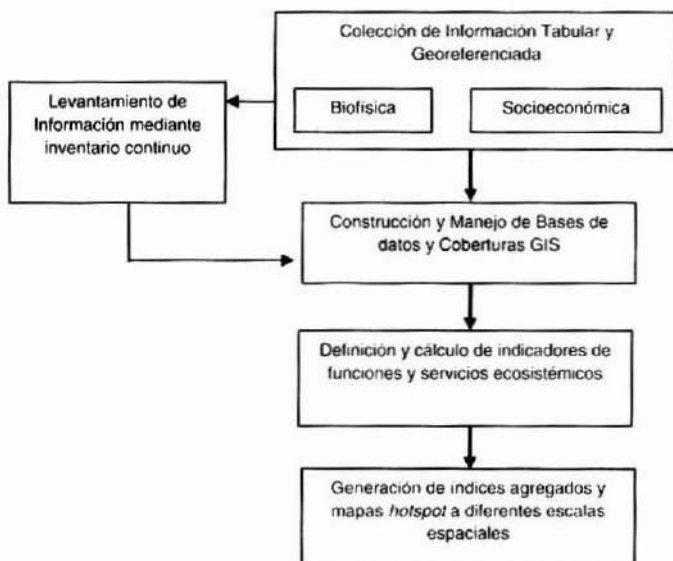 Colección de Información Tabular y
Georeferenciada
Biofísica
Socioeconómica
Levantamiento de
Información mediante
inventario continuo
Construcción y Manejo de Bases de
datos y Coberturas GIS
Definición y cálculo de indicadores de
funciones y servicios ecosistémicos
Generación de indices agregados y
mapas hotspot a diferentes escalas
espaciales